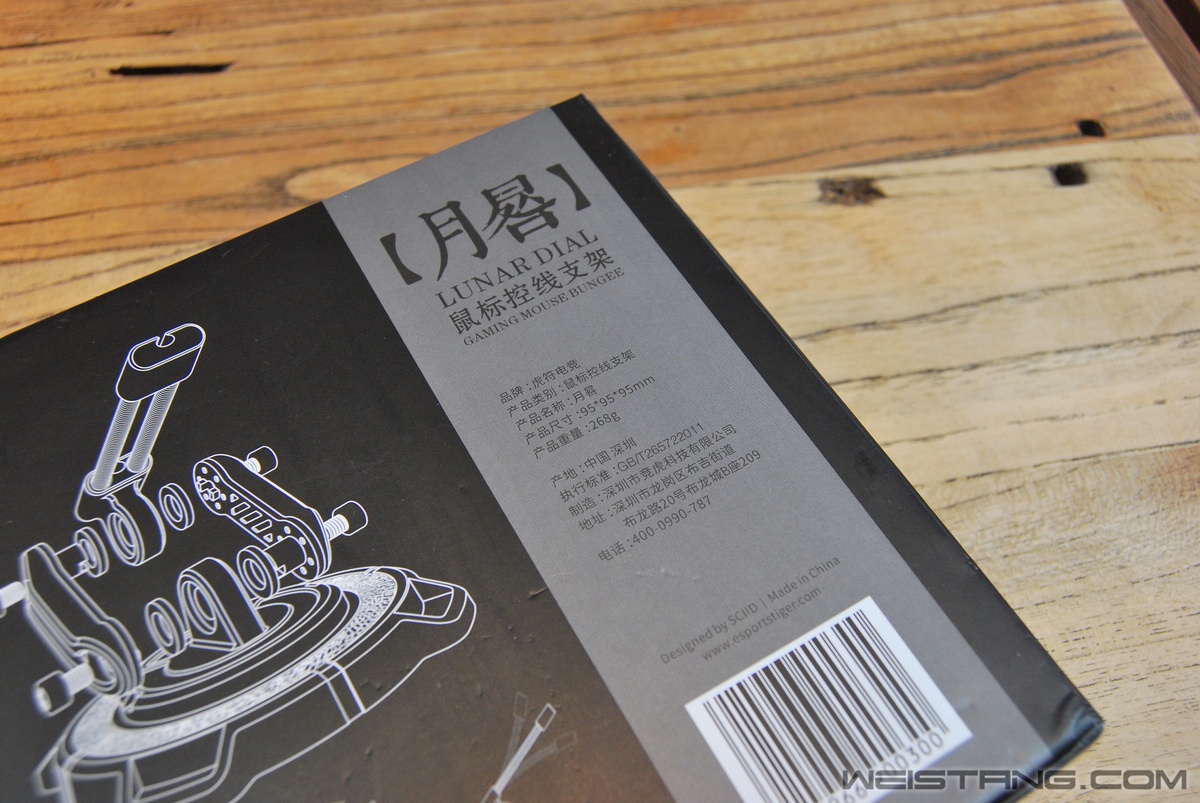 【月晷】
LUNAR DIAL
鼠标控线支架
GAMING MOUSE BUNGEE
品牌：虎符电竞
产品类别：鼠标控线支架
产品名称：月晷
产品尺寸：95*95*95mm
产品重量：268g
产地：中国·深圳
执行标准：GB/T265722011
制造：深圳市竞虎科技有限公司
地址：深圳市龙岗区布吉街道
布龙路20号布龙城B座209
电话：400-0990-787
Designed by SCIID | Made in China
www.esportstiger.com
WEISTANG.COM